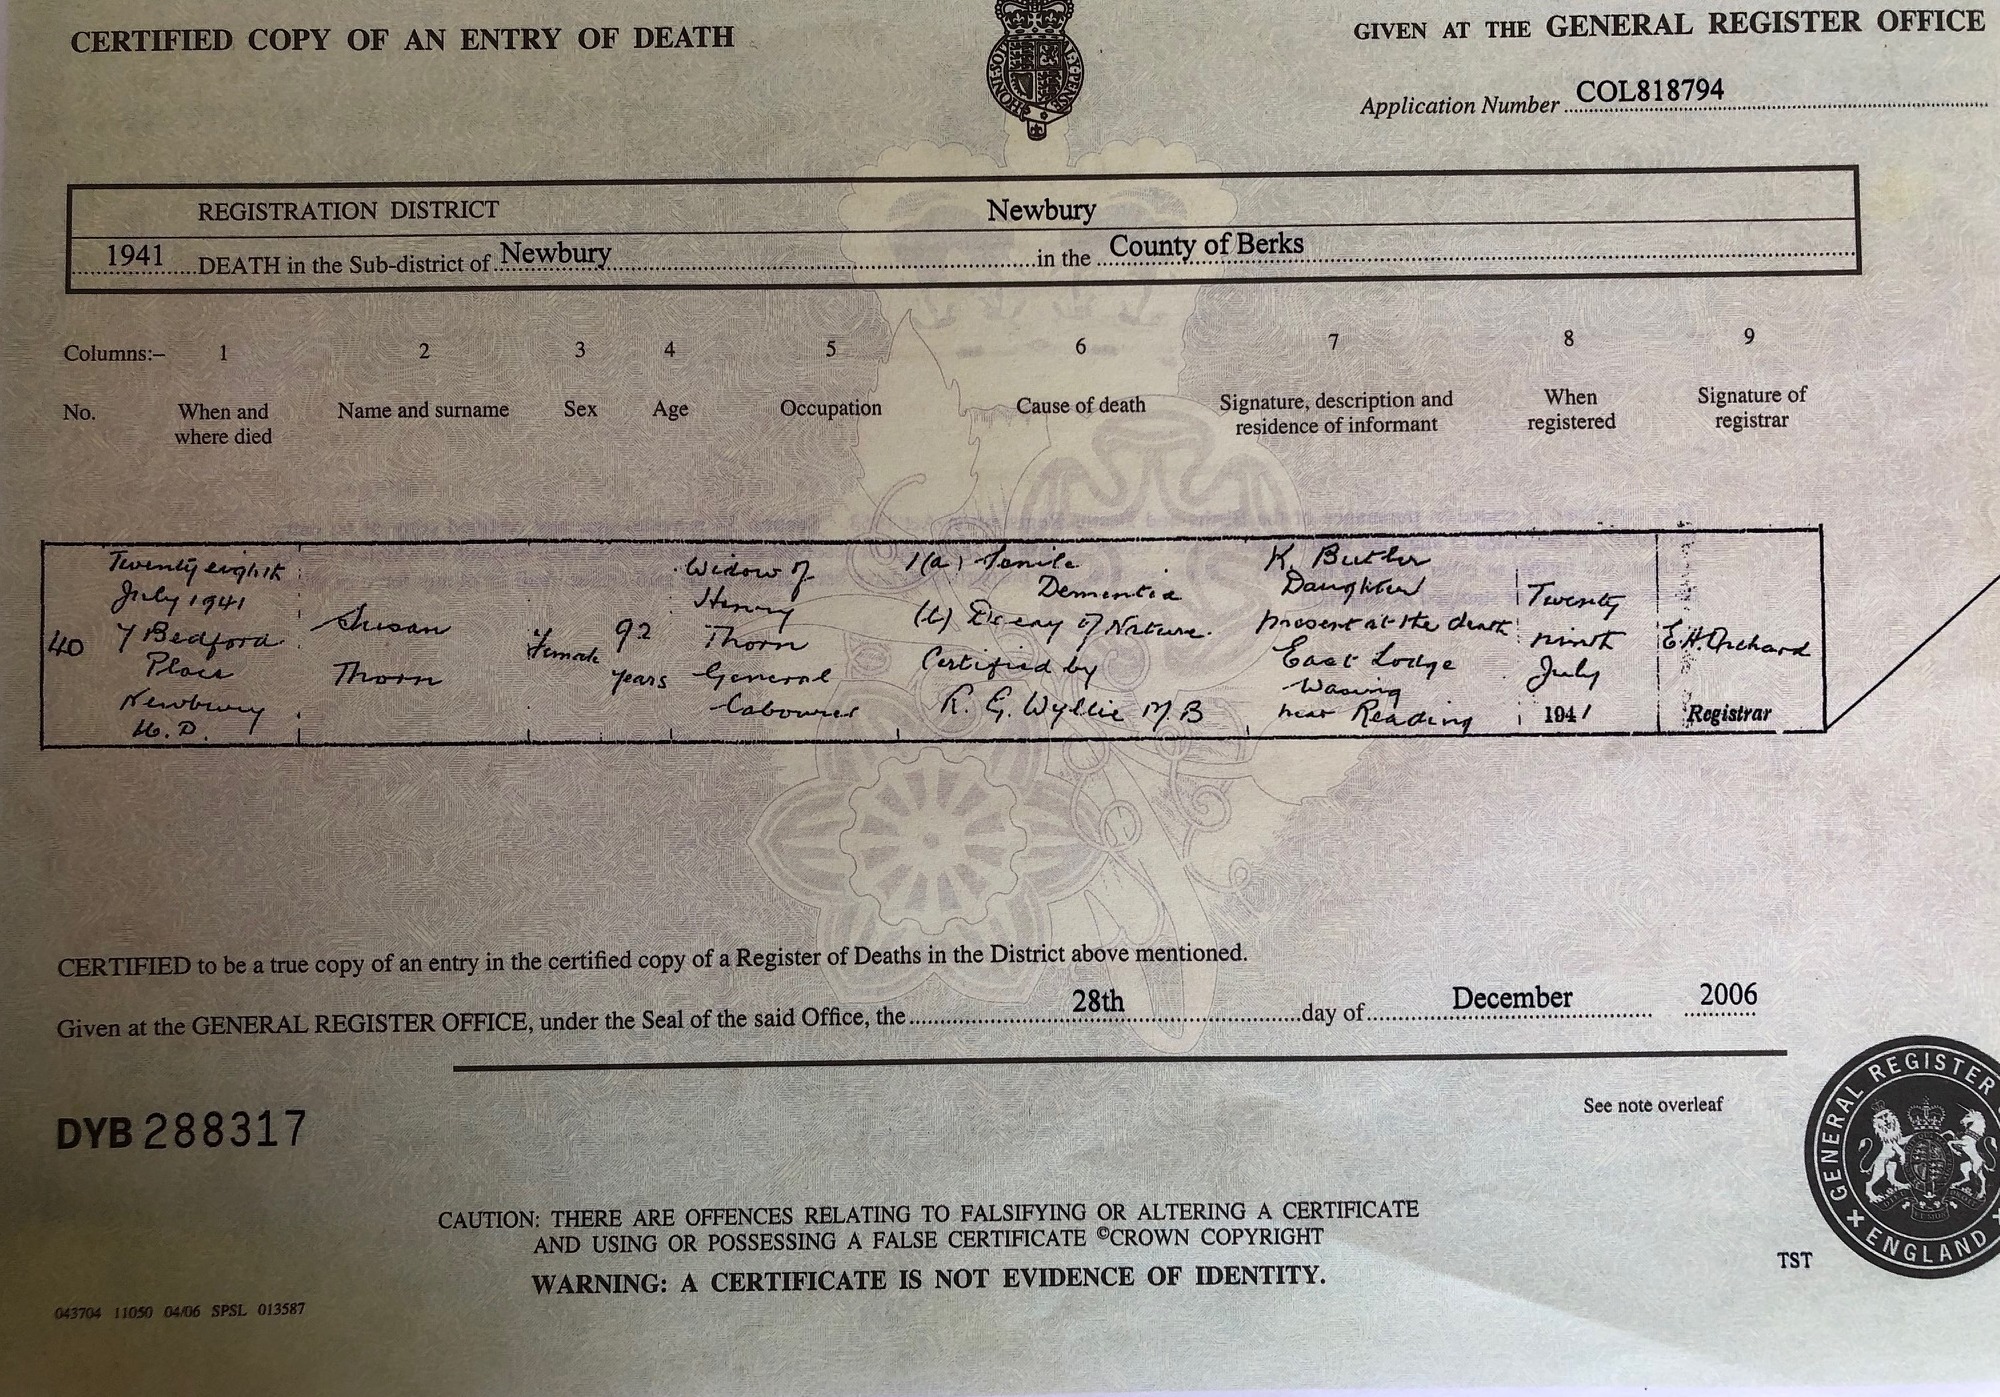 CERTIFIED COPY OF AN ENTRY OF DEATH
GIVEN AT THE GENERAL REGISTER OFFICE
Application Number COL818794
REGISTRATION DISTRICT Newbury
1941 DEATH in the Sub-district of Newbury in the County of Berks
Columns:- 1 2 3 4 5 6 7 8 9
No. When and where died Name and surname Sex Age Occupation Cause of death Signature, description and residence of informant When registered Signature of registrar
40
Twenty eighth
July 1941
7 Bedford
Place
Newbury
U.D.
Susan
Thorn
Female
92
years
Widow of
Henry
Thorn
General
Labourer
1(a) Senile
Dementia
(b) Decay of Nature.
Certified by
R. G. Wyllie M.B
K. Butler
Daughter
present at the death
East Lodge
Wasing
near Reading
Twenty
ninth
July
1941
E.H. Orchard
Registrar
CERTIFIED to be a true copy of an entry in the certified copy of a Register of Deaths in the District above mentioned.
Given at the GENERAL REGISTER OFFICE, under the Seal of the said Office, the 28th day of December 2006
DYB 288317
See note overleaf
GENERAL REGISTER
ENGLAND
CAUTION: THERE ARE OFFENCES RELATING TO FALSIFYING OR ALTERING A CERTIFICATE
AND USING OR POSSESSING A FALSE CERTIFICATE ©CROWN COPYRIGHT
TST
WARNING: A CERTIFICATE IS NOT EVIDENCE OF IDENTITY.
043704 11050 04/06 SPSL 013587